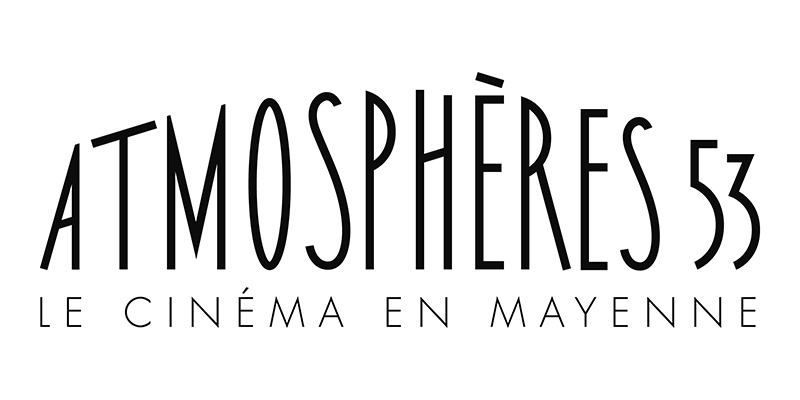 ATMOSPHÈRES 53
LE CINÉMA EN MAYENNE